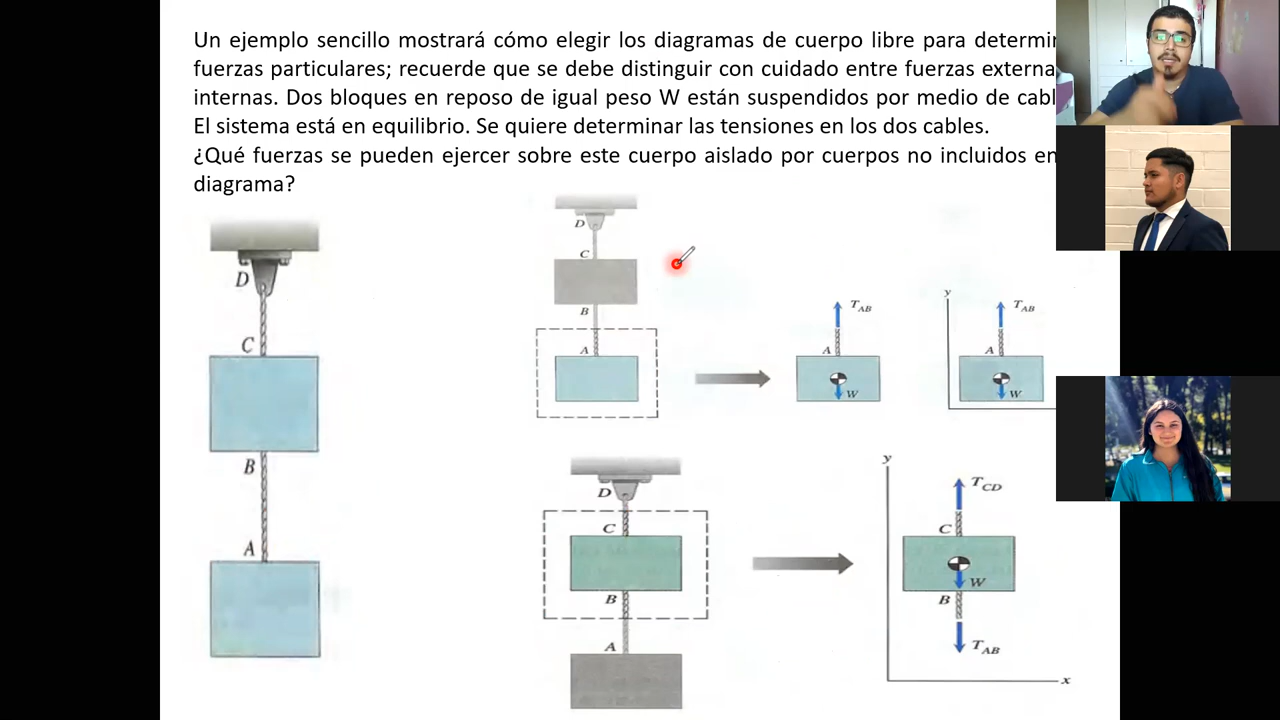 Un ejemplo sencillo mostrará cómo elegir los diagramas de cuerpo libre para
fuerzas particulares; recuerde que se debe distinguir con cuidado entre fuerzas
internas. Dos bloques en reposo de igual peso W están suspendidos por medio de
El sistema está en equilibrio. Se quiere determinar las tensiones en los dos cables.
¿Qué fuerzas se pueden ejercer sobre este cuerpo aislado por cuerpos no incluidos en
diagrama?
D
C
B
A
D
C
B
A
T_AB
A
W
y
T_AB
A
W
D
C
B
A
y
T_CD
C
W
B
T_AB
x